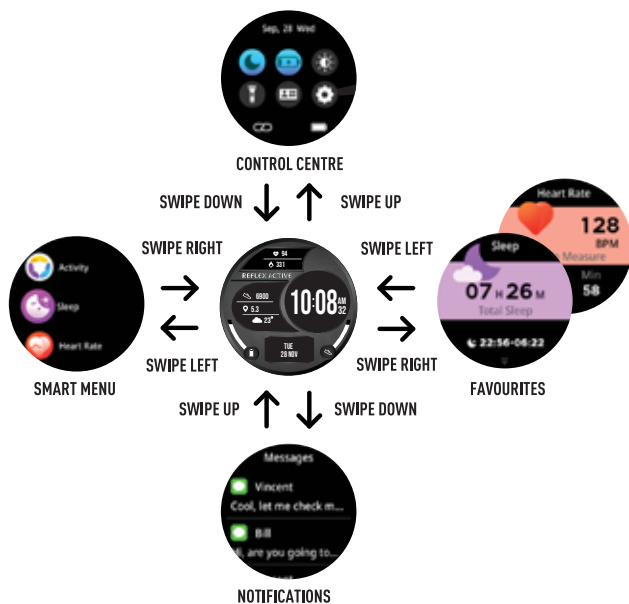 Sep, 28 Wed
CONTROL CENTRE
SWIPE DOWN
SWIPE UP
SWIPE RIGHT
SWIPE LEFT
Activity
Sleep
Heart Rate
SMART MENU
94
331
REFLEX ACTIVE
6900
5.3
23°
10:08 AM
32
TUE
28 NOV
Heart Rate
128
BPM
Measure
Min
58
Sleep
07 H 26 M
Total Sleep
22:56-06:22
FAVOURITES
SWIPE LEFT
SWIPE RIGHT
SWIPE UP
SWIPE DOWN
Messages
Vincent
Cool, let me check m...
Bill
are you going to...
NOTIFICATIONS